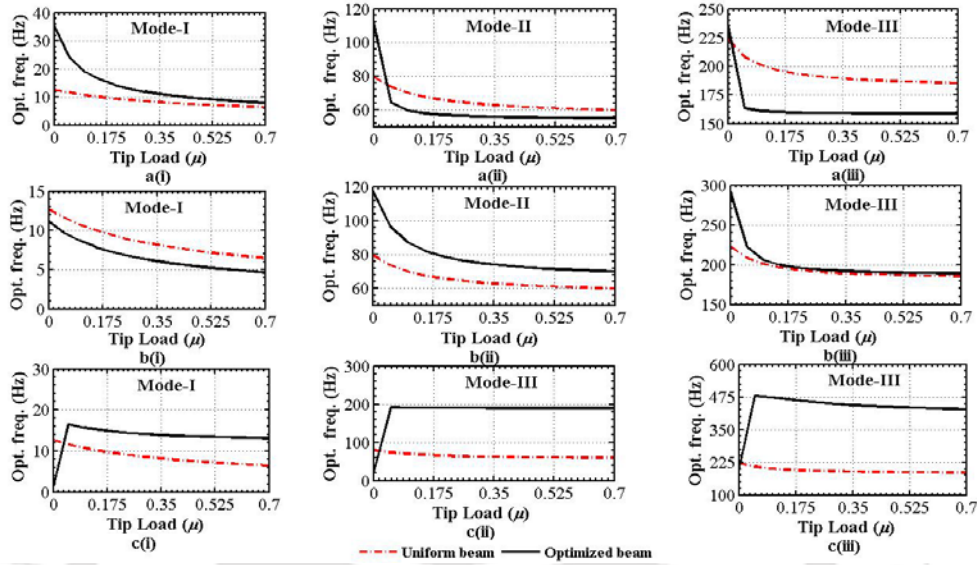 Opt. freq. (Hz)
40
30
20
10
0
Mode-I
0 0.175 0.35 0.525 0.7
Tip Load (μ)
a(i)
Opt. freq. (Hz)
120
100
80
60
Mode-II
0 0.175 0.35 0.525 0.7
Tip Load (μ)
a(ii)
Opt. freq. (Hz)
250
225
200
175
150
Mode-III
0 0.175 0.35 0.525 0.7
Tip Load (μ)
a(iii)
Opt. freq. (Hz)
15
10
5
0
Mode-I
0 0.175 0.35 0.525 0.7
Tip Load (μ)
b(i)
Opt. freq. (Hz)
120
100
80
60
Mode-II
0 0.175 0.35 0.525 0.7
Tip Load (μ)
b(ii)
Opt. freq. (Hz)
300
250
200
150
Mode-III
0 0.175 0.35 0.525 0.7
Tip Load (μ)
b(iii)
Opt. freq. (Hz)
30
20
10
0
Mode-I
0 0.175 0.35 0.525 0.7
Tip Load (μ)
c(i)
Opt. freq. (Hz)
300
200
100
0
Mode-III
0 0.175 0.35 0.525 0.7
Tip Load (μ)
c(ii)
Opt. freq. (Hz)
600
475
350
225
100
Mode-III
0 0.175 0.35 0.525 0.7
Tip Load (μ)
c(iii)
Uniform beam Optimized beam